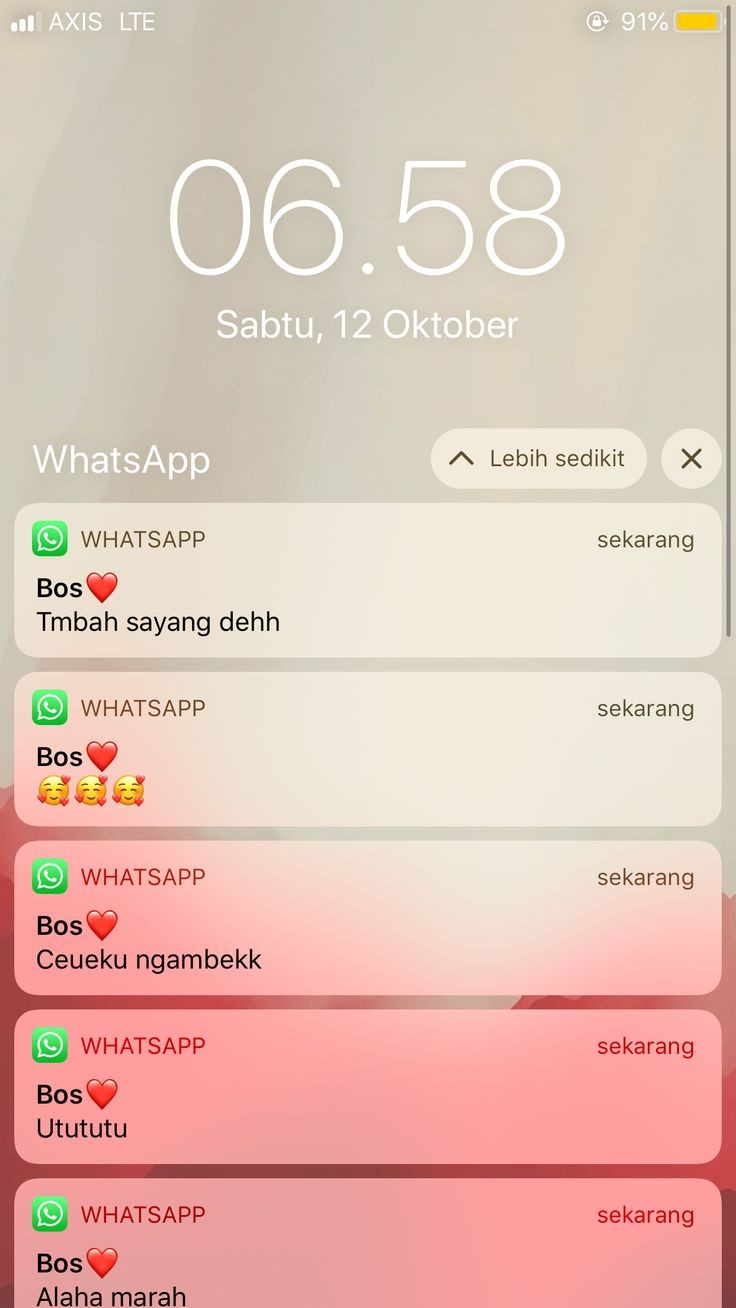 AXIS LTE 91%
06.58
Sabtu, 12 Oktober
WhatsApp Lebih sedikit
WHATSAPP sekarang
Bos❤️
Tmbah sayang dehh
WHATSAPP sekarang
Bos❤️
🥰🥰🥰
WHATSAPP sekarang
Bos❤️
Ceueku ngambekk
WHATSAPP sekarang
Bos❤️
Utututu
WHATSAPP sekarang
Bos❤️
Alaha marah